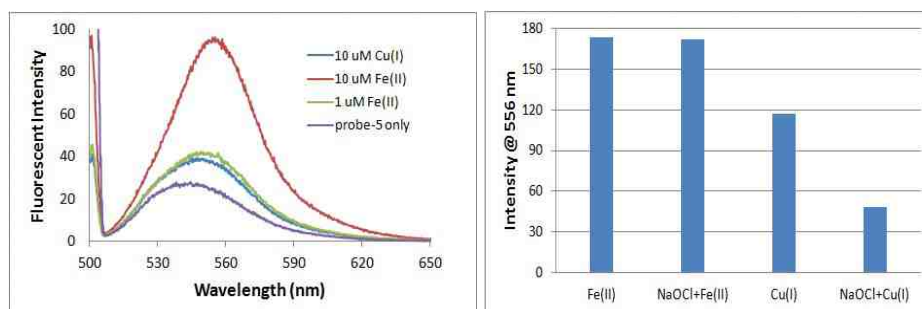 Fluorescent Intensity
100
80
60
40
20
0
500 530 560 590 620 650
Wavelength (nm)
10 uM Cu(I)
10 uM Fe(II)
1 uM Fe(II)
probe-5 only
Intensity @ 556 nm
180
150
120
90
60
30
0
Fe(II) NaOCl+Fe(II) Cu(I) NaOCl+Cu(I)